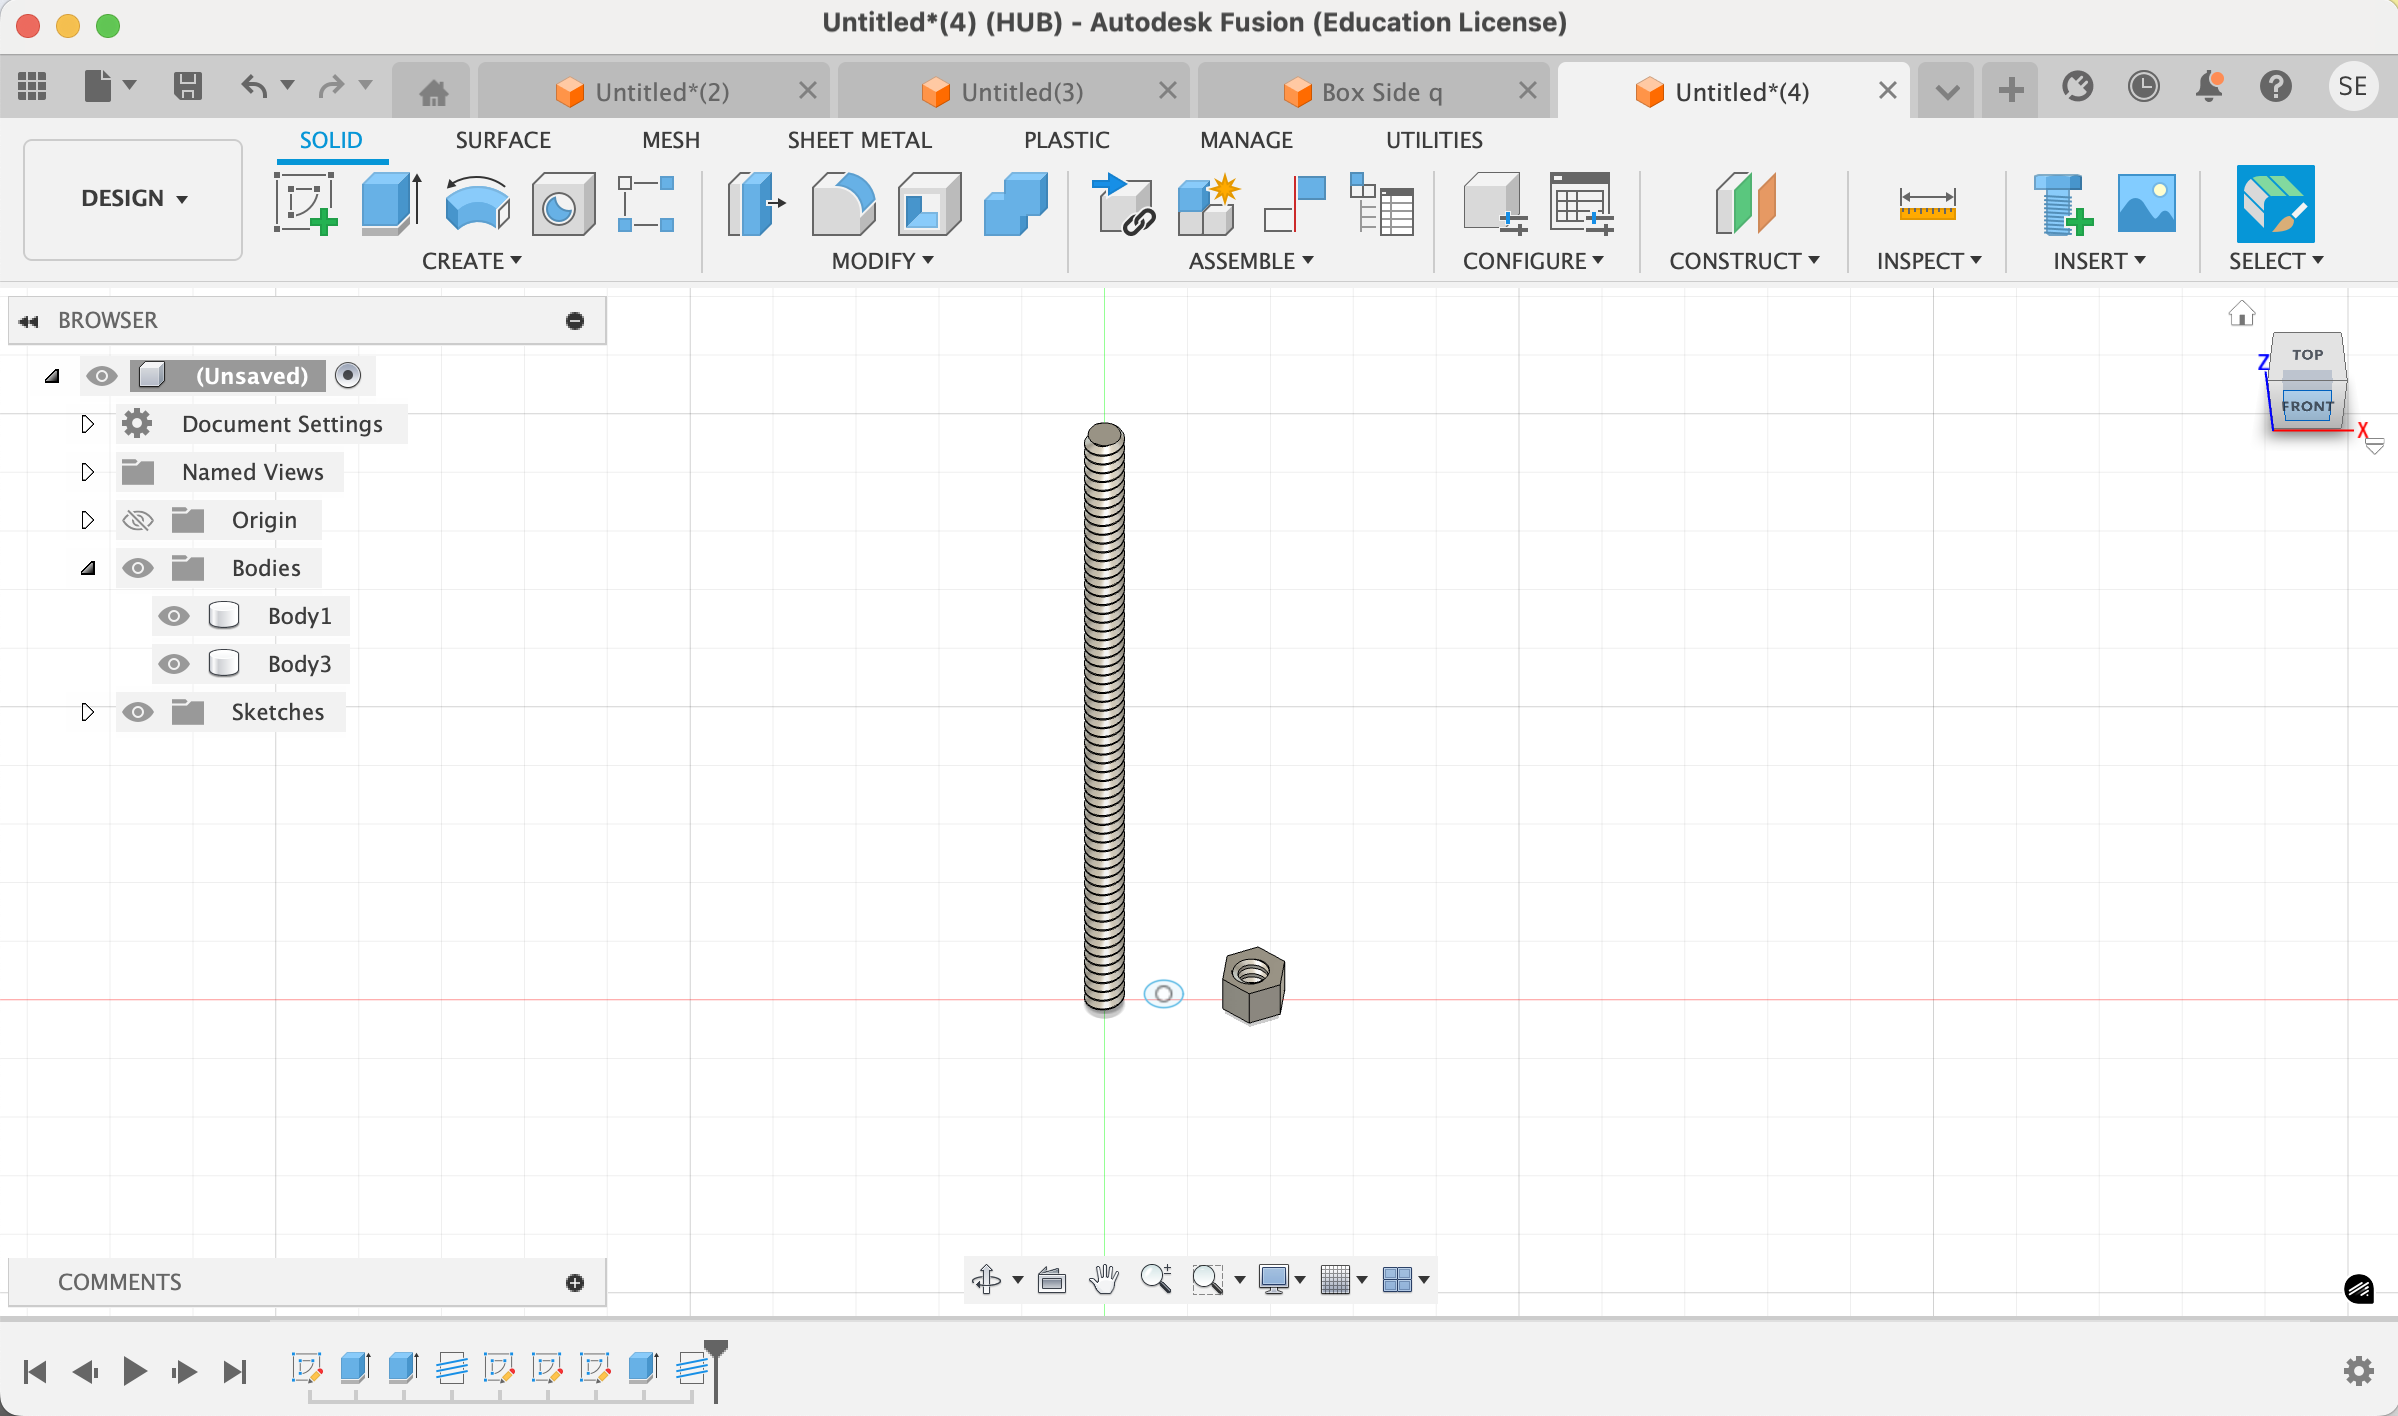 Untitled*(4) (HUB) - Autodesk Fusion (Education License)
Untitled*(2)
Untitled(3)
Box Side q
Untitled*(4)
SE
SOLID
SURFACE
MESH
SHEET METAL
PLASTIC
MANAGE
UTILITIES
DESIGN
CREATE
MODIFY
ASSEMBLE
CONFIGURE
CONSTRUCT
INSPECT
INSERT
SELECT
BROWSER
(Unsaved)
Document Settings
Named Views
Origin
Bodies
Body1
Body3
Sketches
TOP
Z
FRONT
X
COMMENTS